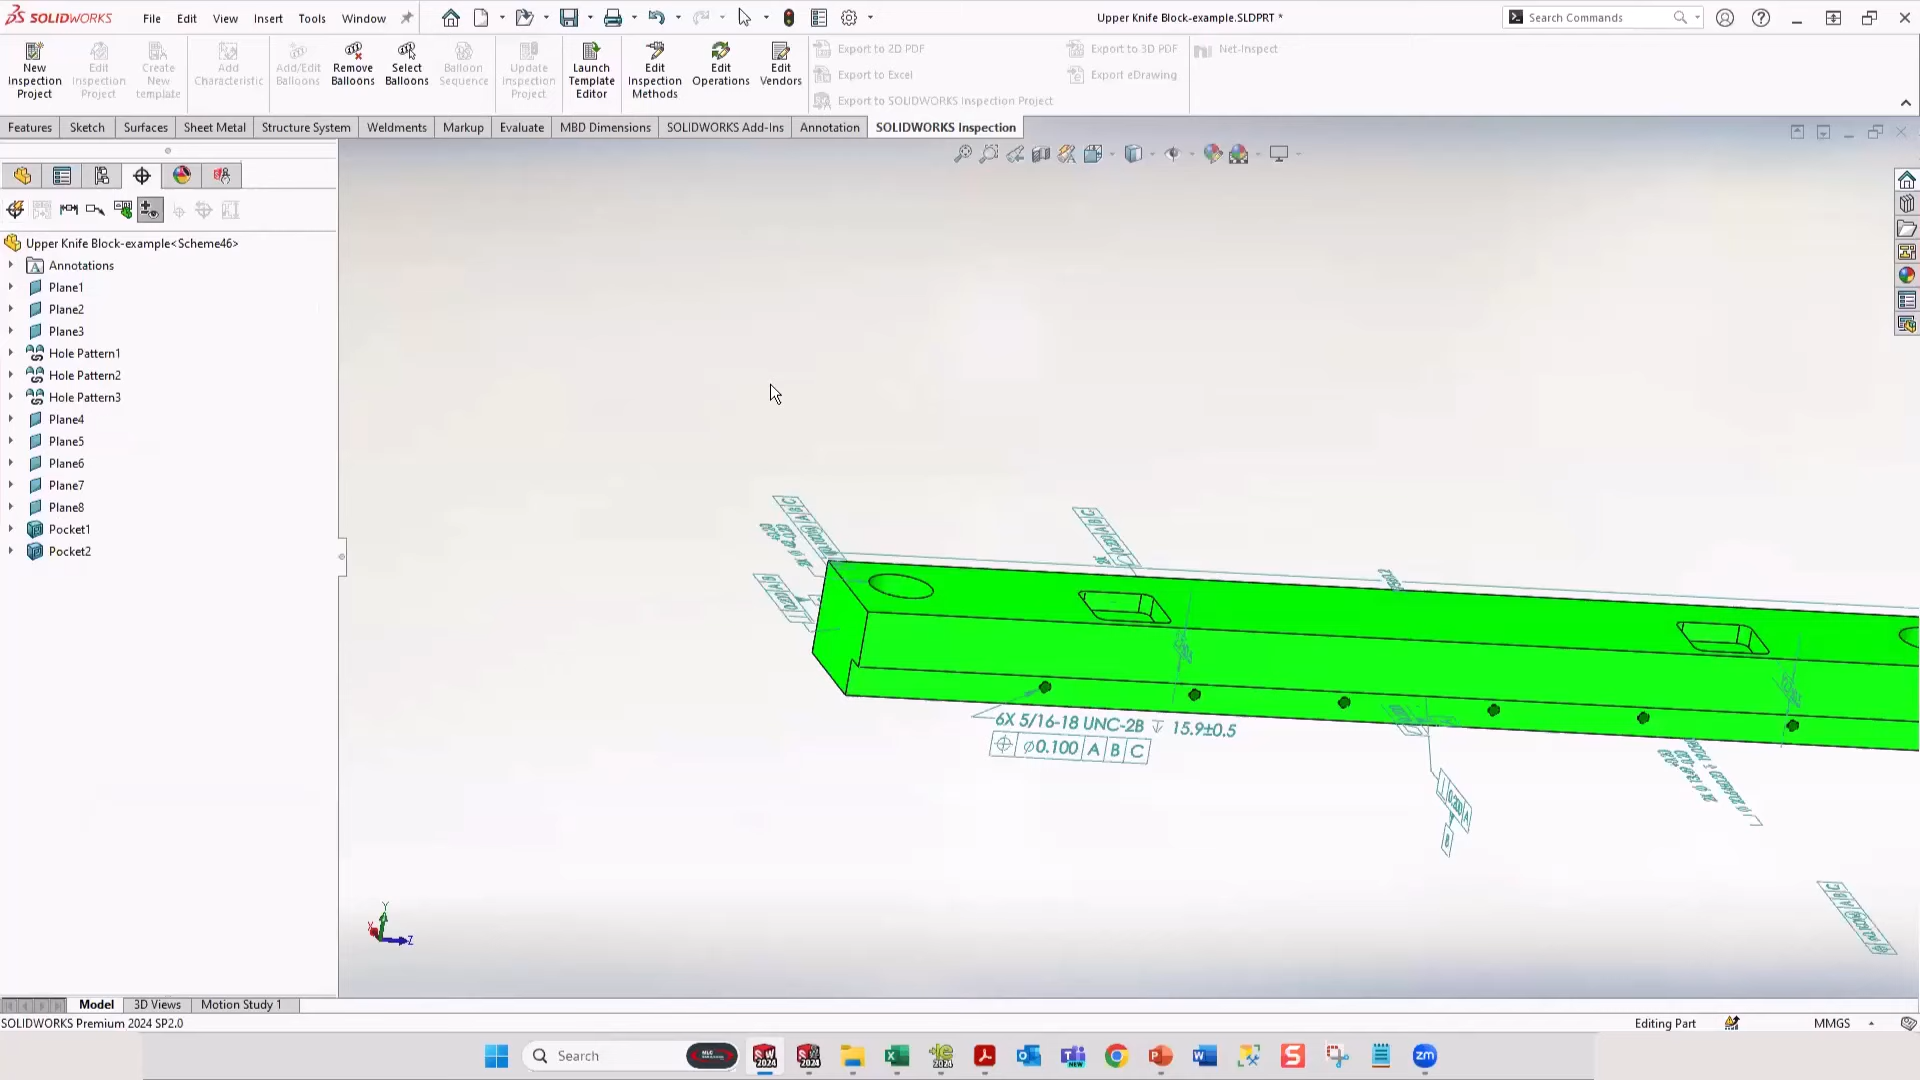 SOLIDWORKS File Edit View Insert Tools Window Upper Knife Block-example.SLDPRT * Search Commands
New Inspection Project
Edit Inspection Project
Create New template
Add Characteristic
Add/Edit Balloons
Remove Balloons
Select Balloons
Balloon Sequence
Update Inspection Project
Launch Template Editor
Edit Inspection Methods
Edit Operations
Edit Vendors
Export to 2D PDF
Export to Excel
Export to SOLIDWORKS Inspection Project
Export to 3D PDF
Export eDrawing
Net-Inspect
Features Sketch Surfaces Sheet Metal Structure System Weldments Markup Evaluate MBD Dimensions SOLIDWORKS Add-Ins Annotation SOLIDWORKS Inspection
Upper Knife Block-example<Scheme46>
Annotations
Plane1
Plane2
Plane3
Hole Pattern1
Hole Pattern2
Hole Pattern3
Plane4
Plane5
Plane6
Plane7
Plane8
Pocket1
Pocket2
6X 5/16-18 UNC-2B ↧ 15.9±0.5
⌖ ⌀0.100 A B C
Y
X
Z
Model 3D Views Motion Study 1
SOLIDWORKS Premium 2024 SP2.0 Editing Part MMGS
Search